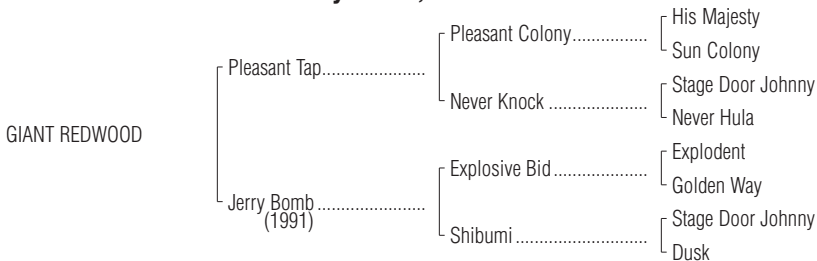 His Majesty
Pleasant Colony................
Sun Colony
Pleasant Tap......................
Stage Door Johnny
Never Knock .....................
Never Hula
GIANT REDWOOD
Explodent
Explosive Bid....................
Golden Way
Jerry Bomb .......................
(1991)
Stage Door Johnny
Shibumi............................
Dusk